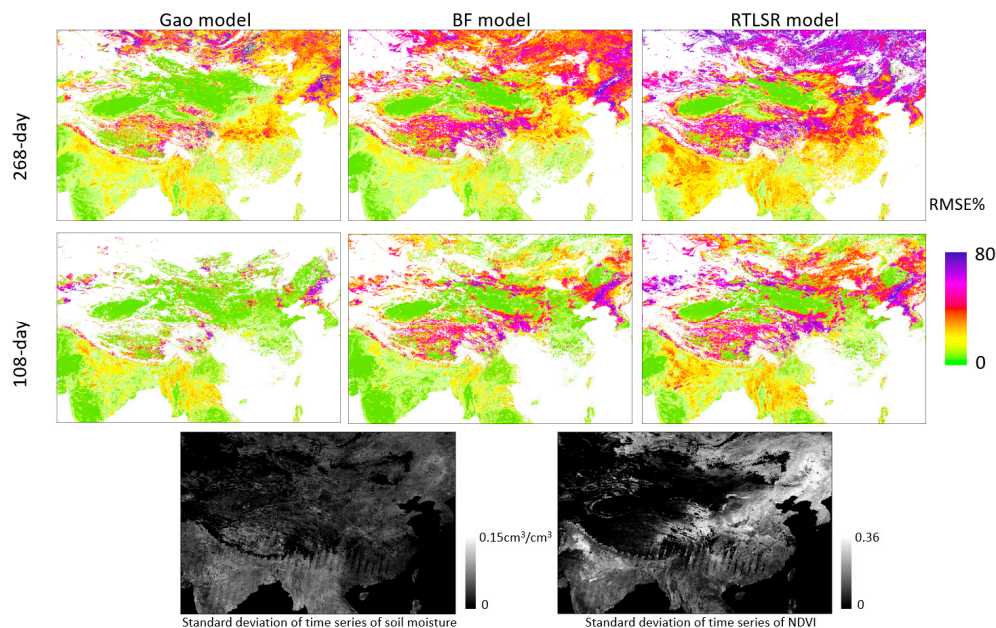 Gao model
BF model
RTLSR model
268-day
RMSE%
80
0
108-day
0.15cm³/cm³
0
0.36
0
Standard deviation of time series of soil moisture
Standard deviation of time series of NDVI